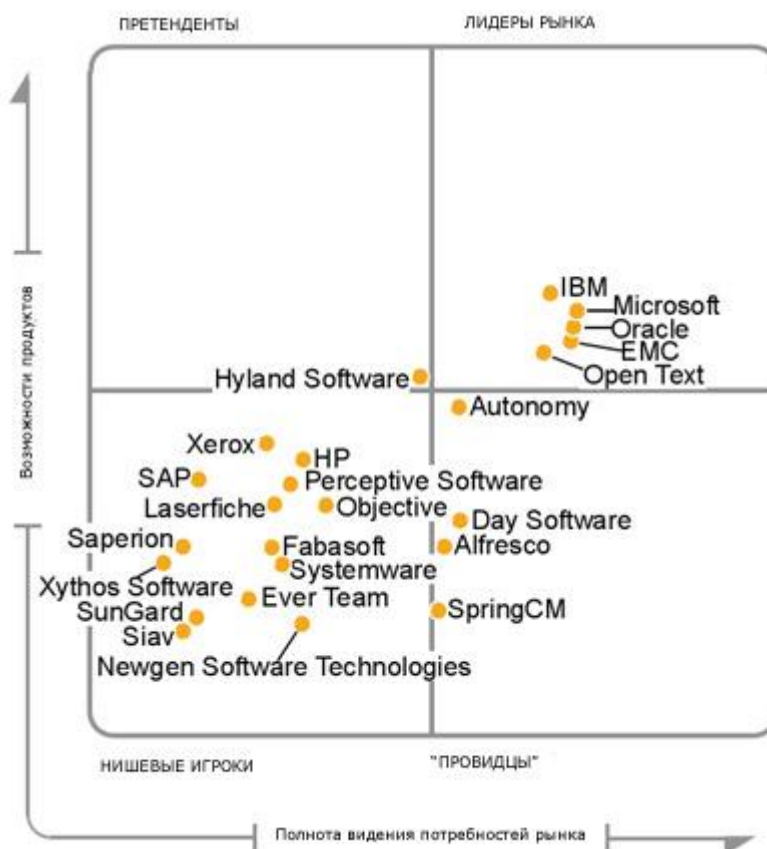 ПРЕТЕНДЕНТЫ
ЛИДЕРЫ РЫНКА
Возможности продуктов
IBM
Microsoft
Oracle
EMC
Open Text
Hyland Software
Autonomy
Xerox
HP
SAP
Perceptive Software
Laserfiche
Objective
Day Software
Saperion
Fabasoft
Alfresco
Xythos Software
Systemware
Ever Team
SunGard
SpringCM
Siav
Newgen Software Technologies
НИШЕВЫЕ ИГРОКИ
"ПРОВИДЦЫ"
Полнота видения потребностей рынка